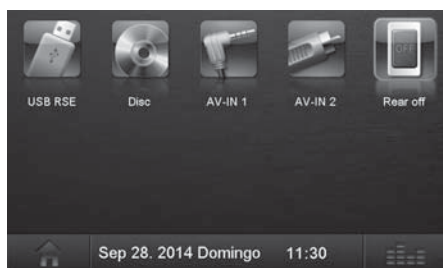 OFF
USB RSE Disc AV-IN 1 AV-IN 2 Rear off
Sep 28. 2014 Domingo 11:30